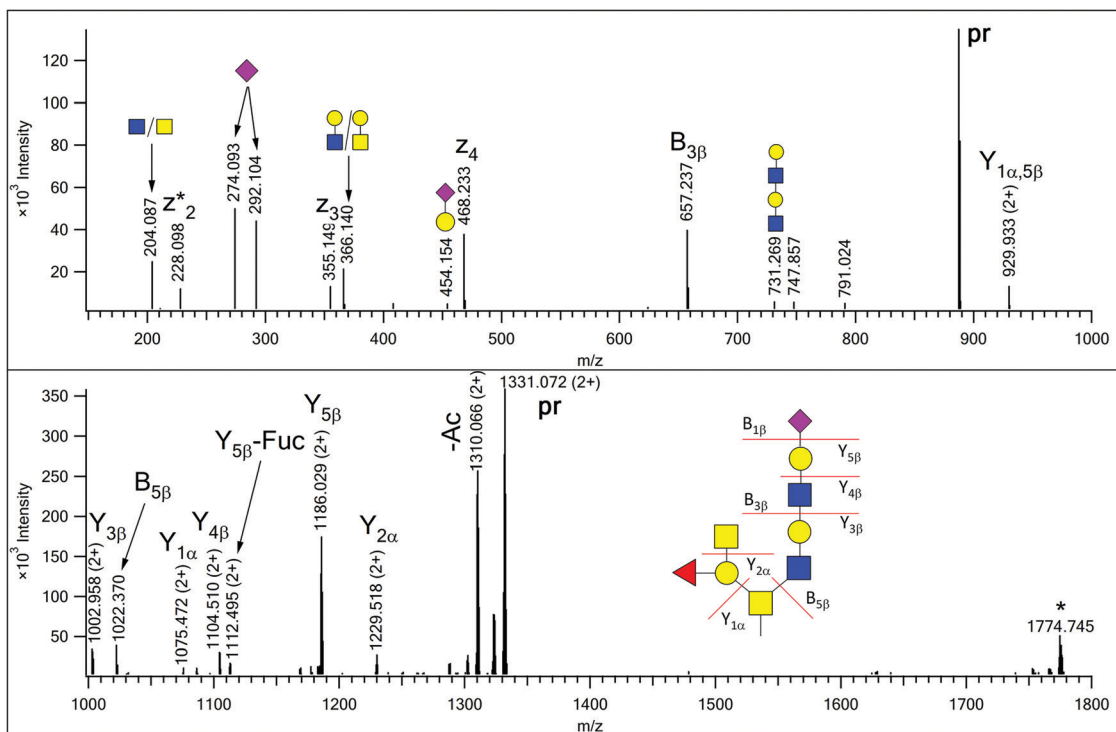 ×10³ Intensity
120
100
80
60
40
20
204.087
z*₂
228.098
274.093
292.104
z₃
355.149
366.140
454.154
z₄
468.233
B₃β
657.237
731.269
747.857
791.024
pr
Y₁α,₅β
929.933 (2+)
200
300
400
500
600
700
800
900
1000
m/z
×10³ Intensity
350
300
250
200
150
100
50
Y₃β
1002.958 (2+)
B₅β
1022.370
Y₁α
1075.472 (2+)
Y₄β
1104.510 (2+)
Y₅β-Fuc
1112.495 (2+)
Y₅β
1186.029 (2+)
Y₂α
1229.518 (2+)
-Ac
1310.066 (2+)
1331.072 (2+)
pr
B₁β
Y₅β
Y₄β
B₃β
Y₃β
Y₂α
B₅β
Y₁α
*
1774.745
1000
1100
1200
1300
1400
1500
1600
1700
1800
m/z